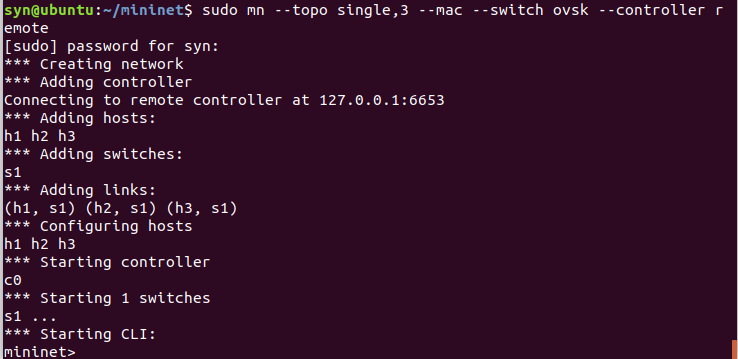 syn@ubuntu:~/mininet$ sudo mn --topo single,3 --mac --switch ovsk --controller r
emote
[sudo] password for syn:
*** Creating network
*** Adding controller
Connecting to remote controller at 127.0.0.1:6653
*** Adding hosts:
h1 h2 h3
*** Adding switches:
s1
*** Adding links:
(h1, s1) (h2, s1) (h3, s1)
*** Configuring hosts
h1 h2 h3
*** Starting controller
c0
*** Starting 1 switches
s1 ...
*** Starting CLI:
mininet>